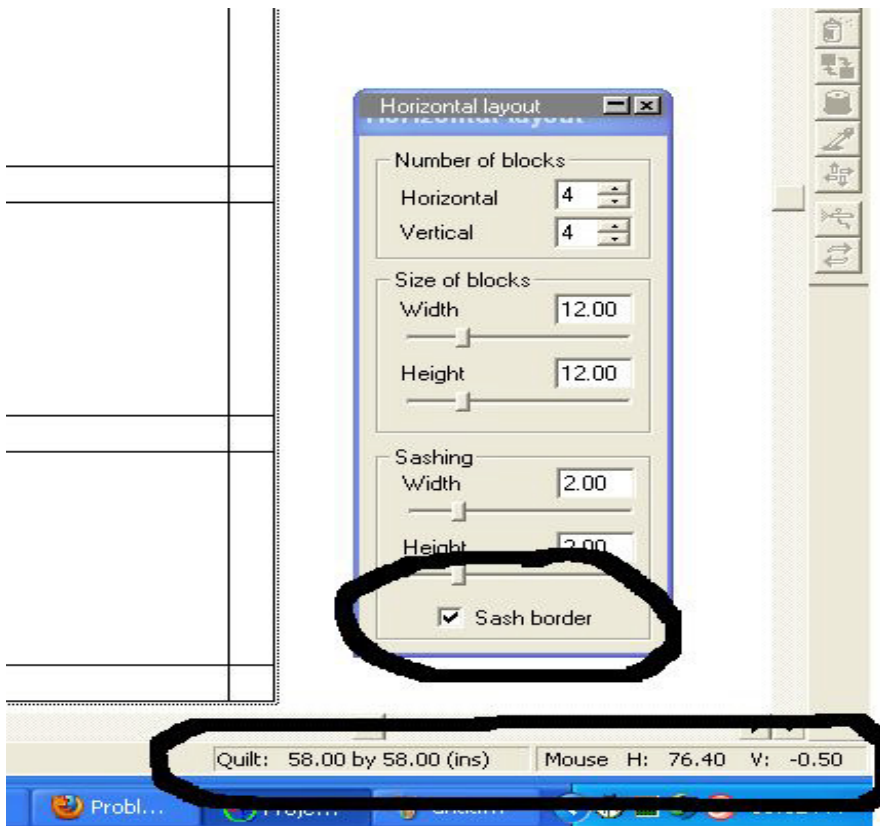 Horizontal layout
Number of blocks
Horizontal 4
Vertical 4
Size of blocks
Width 12.00
Height 12.00
Sashing
Width 2.00
Height 2.00
Sash border
Quilt: 58.00 by 58.00 (ins) Mouse H: 76.40 V: -0.50
Probl...